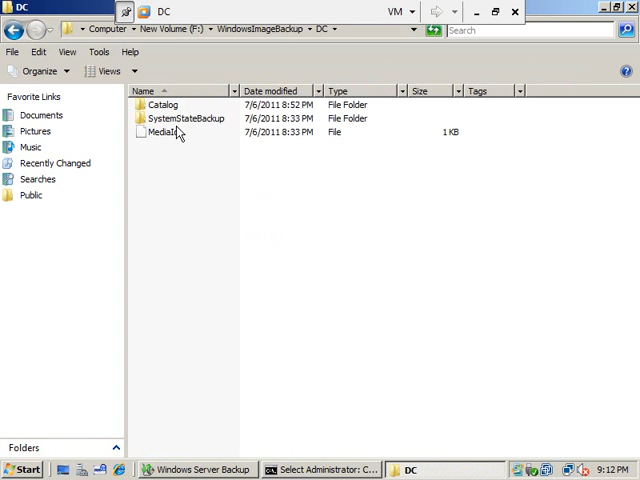 DC
DC
VM
Computer
New Volume (F:)
WindowsImageBackup
DC
Search
File
Edit
View
Tools
Help
Organize
Views
Favorite Links
Documents
Pictures
Music
Recently Changed
Searches
Public
Folders
Name
Date modified
Type
Size
Tags
Catalog
7/6/2011 8:52 PM
File Folder
SystemStateBackup
7/6/2011 8:33 PM
File Folder
7/6/2011 8:33 PM
File
1 KB
Start
Windows Server Backup
Select Administrator: C...
DC
9:12 PM